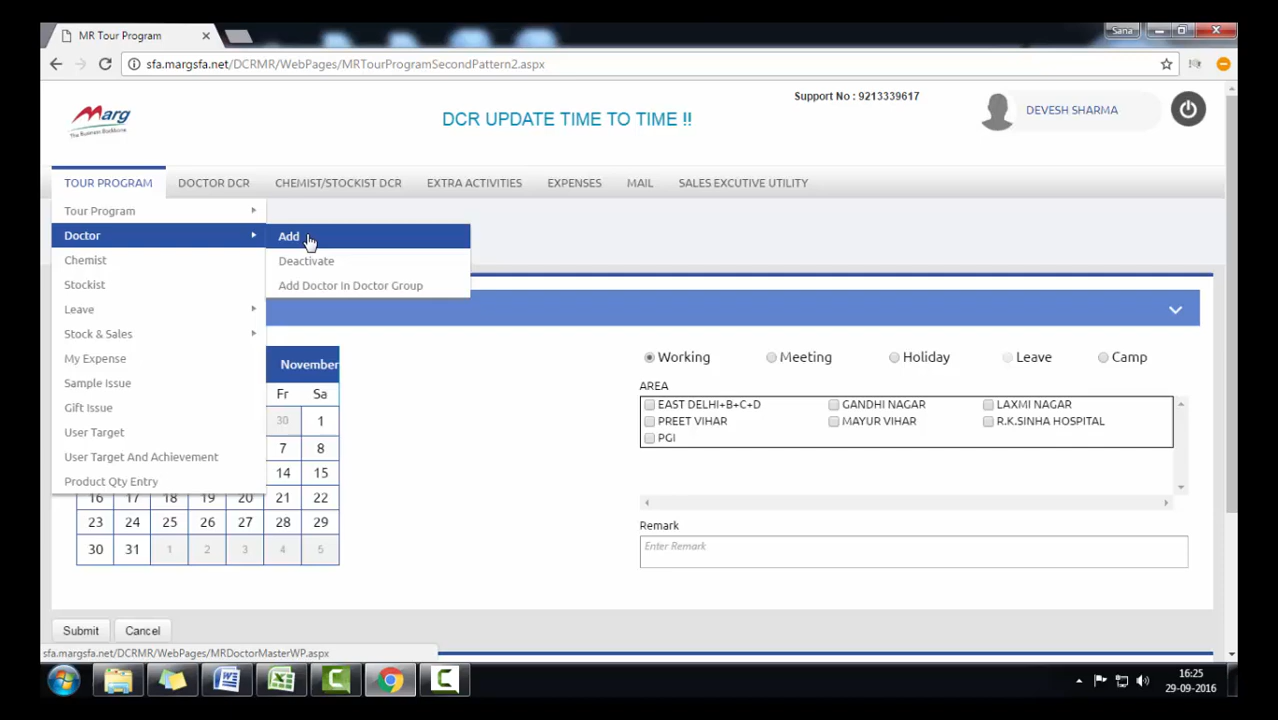 MR Tour Program
Sana
sfa.margsfa.net/DCRMR/WebPages/MRTourProgramSecondPattern2.aspx
Marg
The Business Backbone
Support No : 9213339617
DCR UPDATE TIME TO TIME !!
DEVESH SHARMA
TOUR PROGRAM DOCTOR DCR CHEMIST/STOCKIST DCR EXTRA ACTIVITIES EXPENSES MAIL SALES EXCUTIVE UTILITY
Tour Program
Doctor
Add
Chemist
Deactivate
Stockist
Add Doctor In Doctor Group
Leave
Stock & Sales
My Expense
Sample Issue
Gift Issue
User Target
User Target And Achievement
Product Qty Entry
November
Fr Sa
30 1
7 8
14 15
16 17 18 19 20 21 22
23 24 25 26 27 28 29
30 31 1 2 3 4 5
Working Meeting Holiday Leave Camp
AREA
EAST DELHI+B+C+D GANDHI NAGAR LAXMI NAGAR
PREET VIHAR MAYUR VIHAR R.K.SINHA HOSPITAL
PGI
Remark
Enter Remark
Submit Cancel
sfa.margsfa.net/DCRMR/WebPages/MRDoctorMasterWP.aspx
16:25
29-09-2016